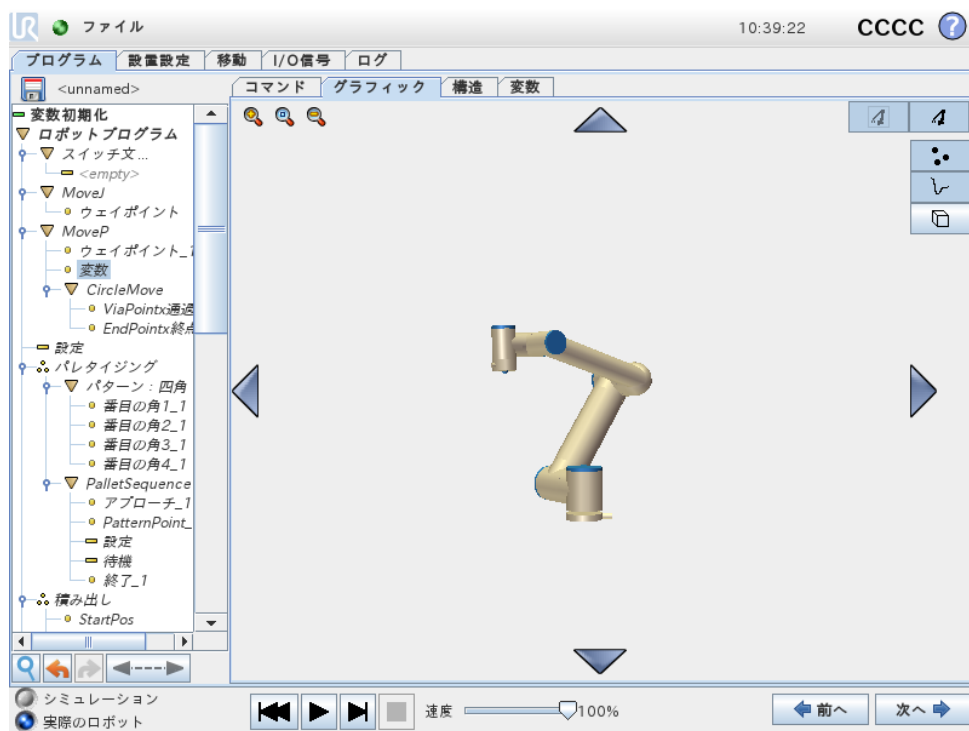 UR ファイル 10:39:22 CCCC ?
プログラム 設置設定 移動 I/O信号 ログ
<unnamed>
コマンド グラフィック 構造 変数
変数初期化
ロボットプログラム
スイッチ文...
<empty>
MoveJ
ウェイポイント
MoveP
ウェイポイント_1
変数
CircleMove
ViaPointx通過
EndPointx終点
設定
パレタイジング
パターン : 四角
番目の角1_1
番目の角2_1
番目の角3_1
番目の角4_1
PalletSequence
アプローチ_1
PatternPoint_
設定
待機
終了_1
積み出し
StartPos
シミュレーション
実際のロボット
速度 100%
前へ 次へ